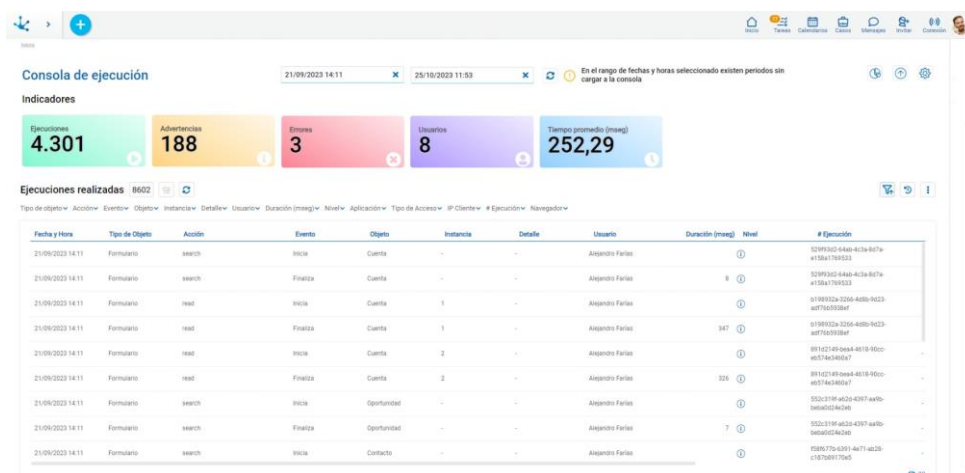 27
Inicio Tareas Calendarios Casos Mensajes Invitar Conexión
Inicio
Consola de ejecución
21/09/2023 14:11
25/10/2023 11:53
En el rango de fechas y horas seleccionado existen periodos sin
cargar a la consola
Indicadores
Ejecuciones
4.301
Advertencias
188
Errores
3
Usuarios
8
Tiempo promedio (mseg)
252,29
Ejecuciones realizadas 8602
Tipo de objeto Acción Evento Objeto Instancia Detalle Usuario Duración (mseg) Nivel Aplicación Tipo de Acceso IP Cliente # Ejecución Navegador
Fecha y Hora Tipo de Objeto Acción Evento Objeto Instancia Detalle Usuario Duración (mseg) Nivel # Ejecución
21/09/2023 14:11 Formulario search Inicia Cuenta - - Alejandro Farías
21/09/2023 14:11 Formulario search Finaliza Cuenta - - Alejandro Farías 8
21/09/2023 14:11 Formulario read Inicia Cuenta 1 - Alejandro Farías
21/09/2023 14:11 Formulario read Finaliza Cuenta 1 - Alejandro Farías 347
21/09/2023 14:11 Formulario read Inicia Cuenta 2 - Alejandro Farías
21/09/2023 14:11 Formulario read Finaliza Cuenta 2 - Alejandro Farías 326
21/09/2023 14:11 Formulario search Inicia Oportunidad - - Alejandro Farías
21/09/2023 14:11 Formulario search Finaliza Oportunidad - - Alejandro Farías 7
21/09/2023 14:11 Formulario search Inicia Contacto - - Alejandro Farías